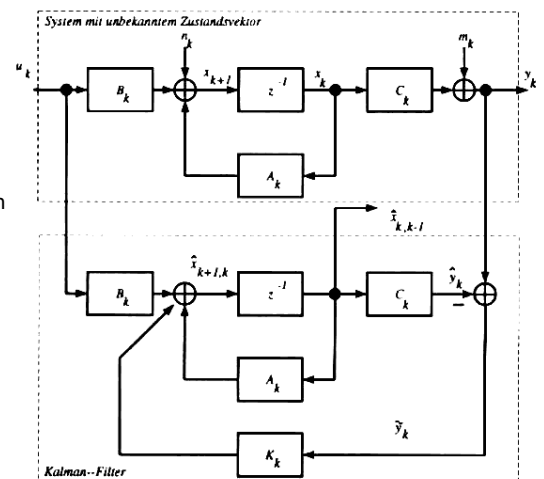 System mit unbekanntem Zustandsvektor
n_k
m_k
u_k
B_k
x_{k+1}
z^{-1}
x_k
C_k
y_k
A_k
n
x̂_{k,k-1}
x̂_{k+1,k}
B_k
z^{-1}
C_k
ŷ_k
−
A_k
ỹ_k
K_k
Kalman--Filter